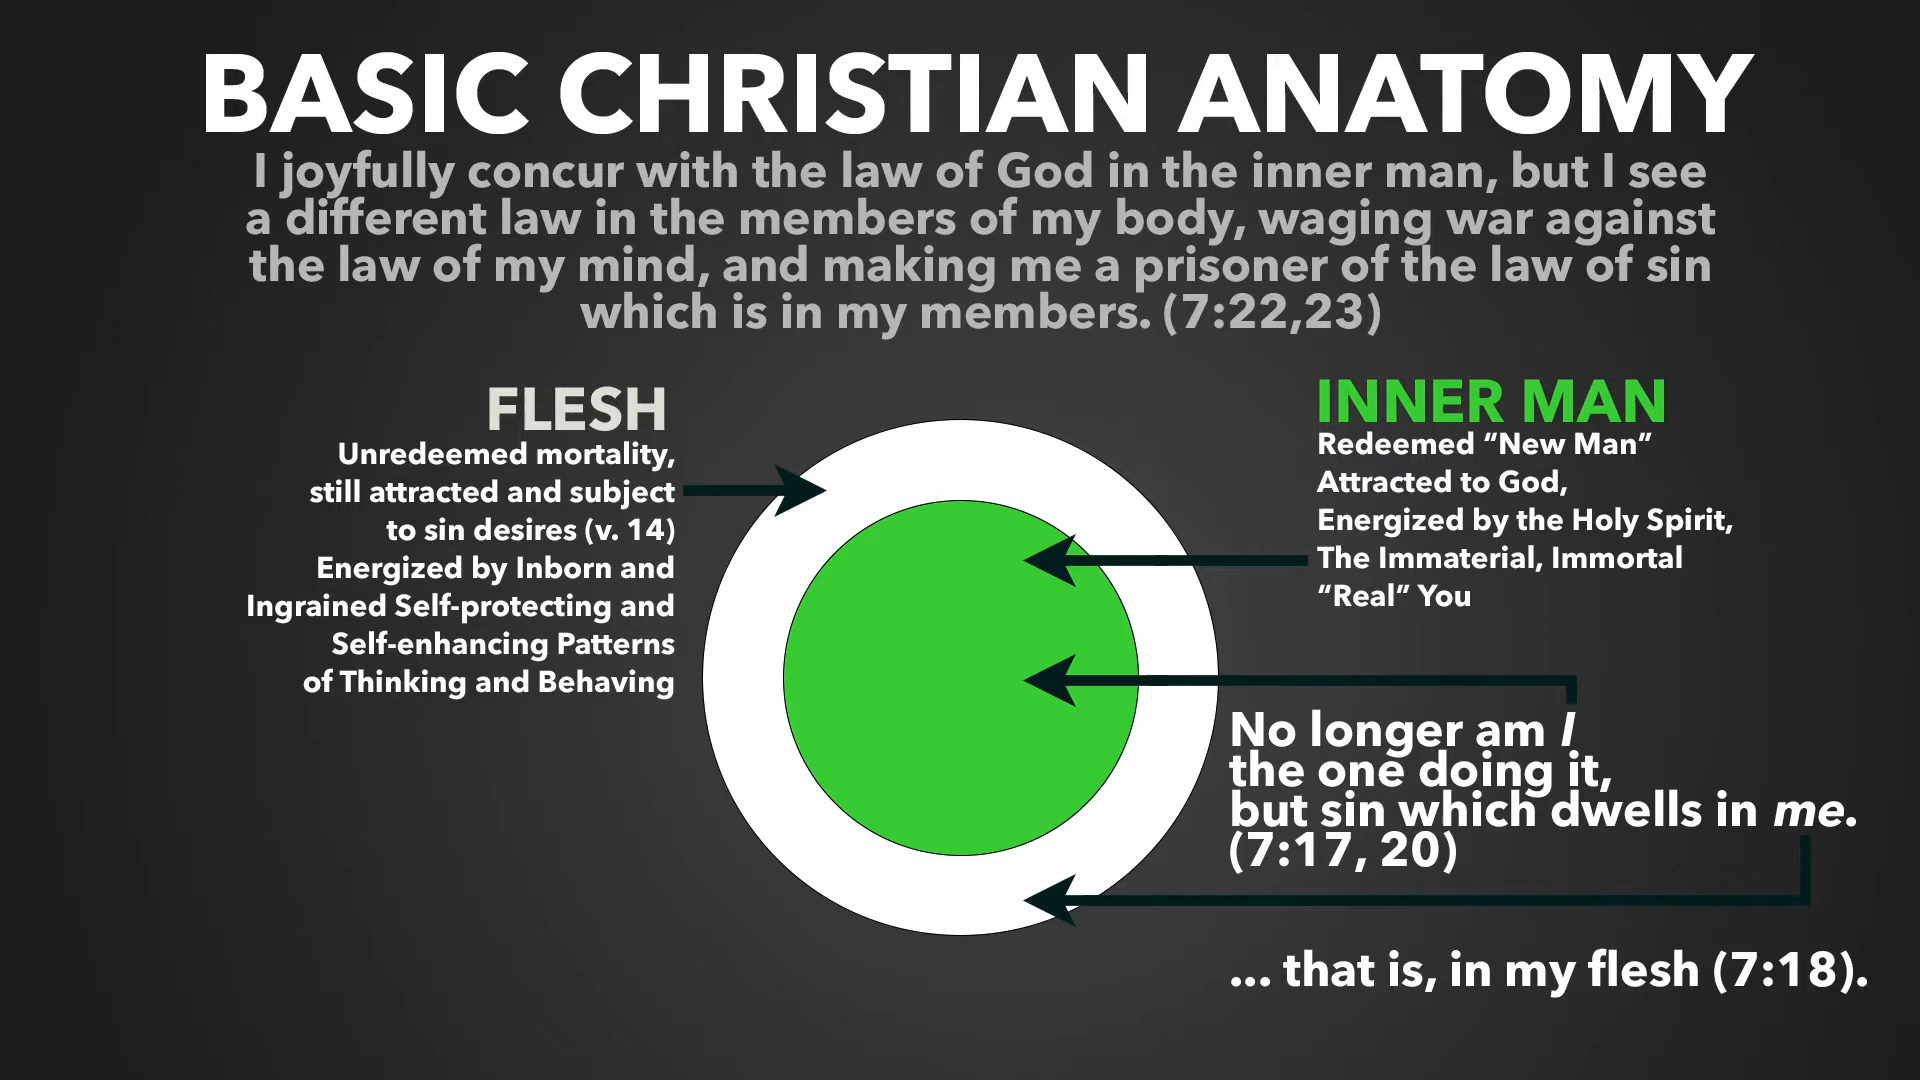 BASIC CHRISTIAN ANATOMY
I joyfully concur with the law of God in the inner man, but I see
a different law in the members of my body, waging war against
the law of my mind, and making me a prisoner of the law of sin
which is in my members. (7:22,23)
FLESH
Unredeemed mortality,
still attracted and subject
to sin desires (v. 14)
Energized by Inborn and
Ingrained Self-protecting and
Self-enhancing Patterns
of Thinking and Behaving
INNER MAN
Redeemed “New Man”
Attracted to God,
Energized by the Holy Spirit,
The Immaterial, Immortal
“Real” You
No longer am I
the one doing it,
but sin which dwells in me.
(7:17, 20)
... that is, in my flesh (7:18).